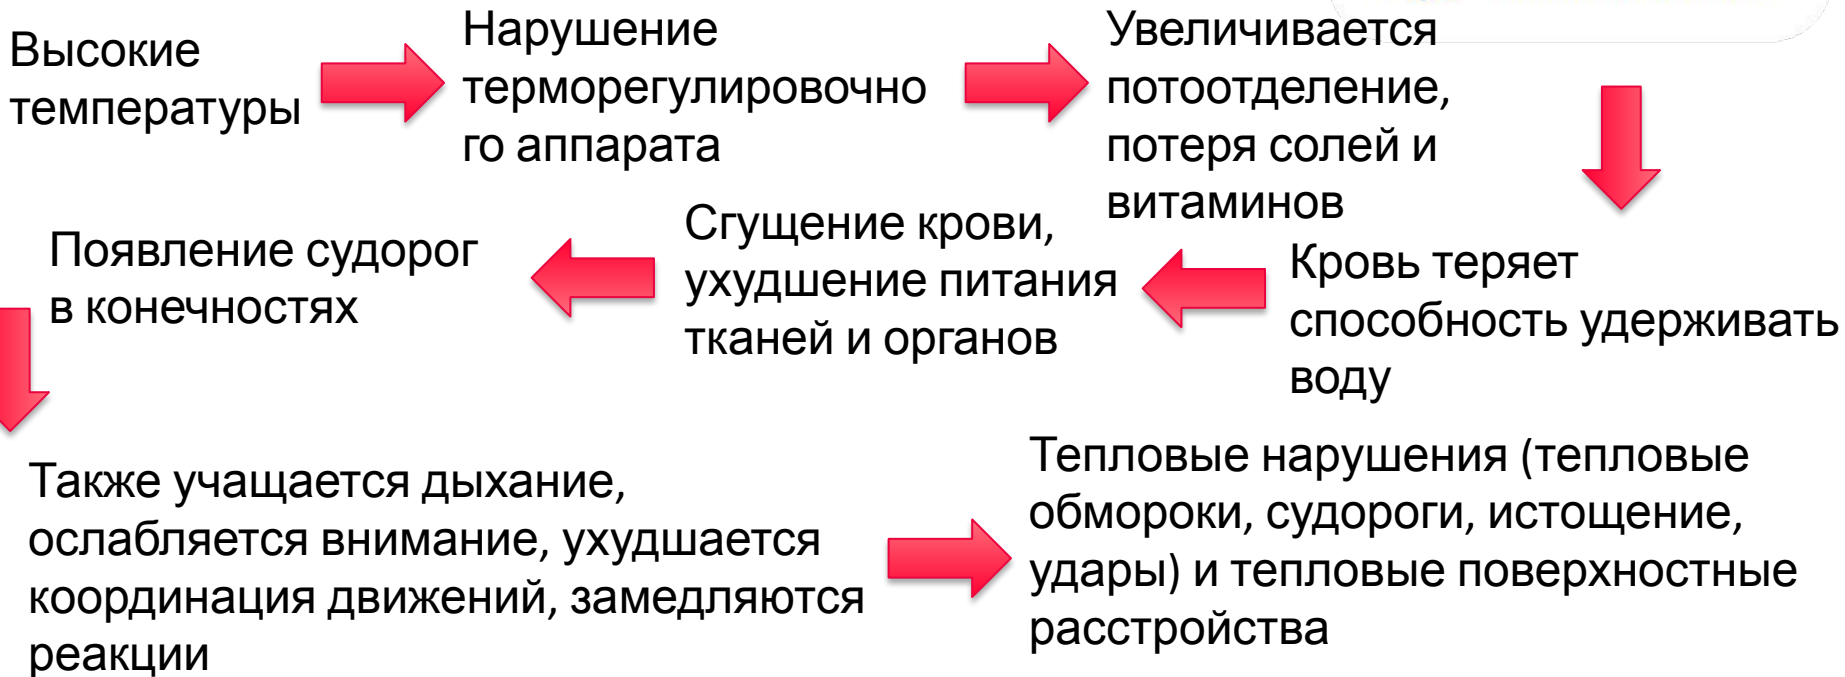 Высокие
температуры
Нарушение
терморегулировочно
го аппарата
Увеличивается
потоотделение,
потеря солей и
витаминов
Кровь теряет
способность удерживать
воду
Сгущение крови,
ухудшение питания
тканей и органов
Появление судорог
в конечностях
Также учащается дыхание,
ослабляется внимание, ухудшается
координация движений, замедляются
реакции
Тепловые нарушения (тепловые
обмороки, судороги, истощение,
удары) и тепловые поверхностные
расстройства